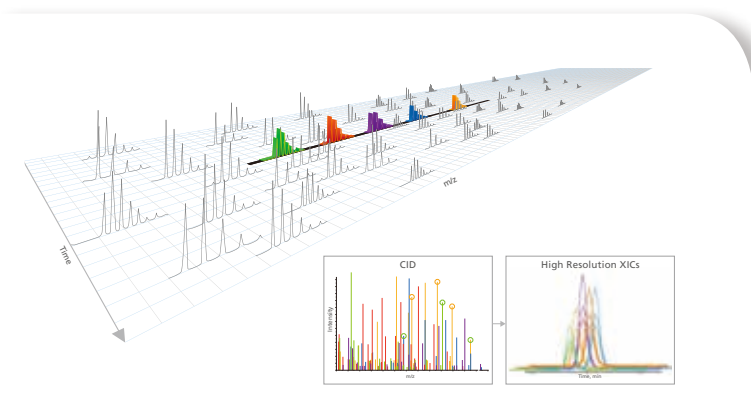 m/z
Time
CID
Intensity
m/z
High Resolution XICs
Time, min